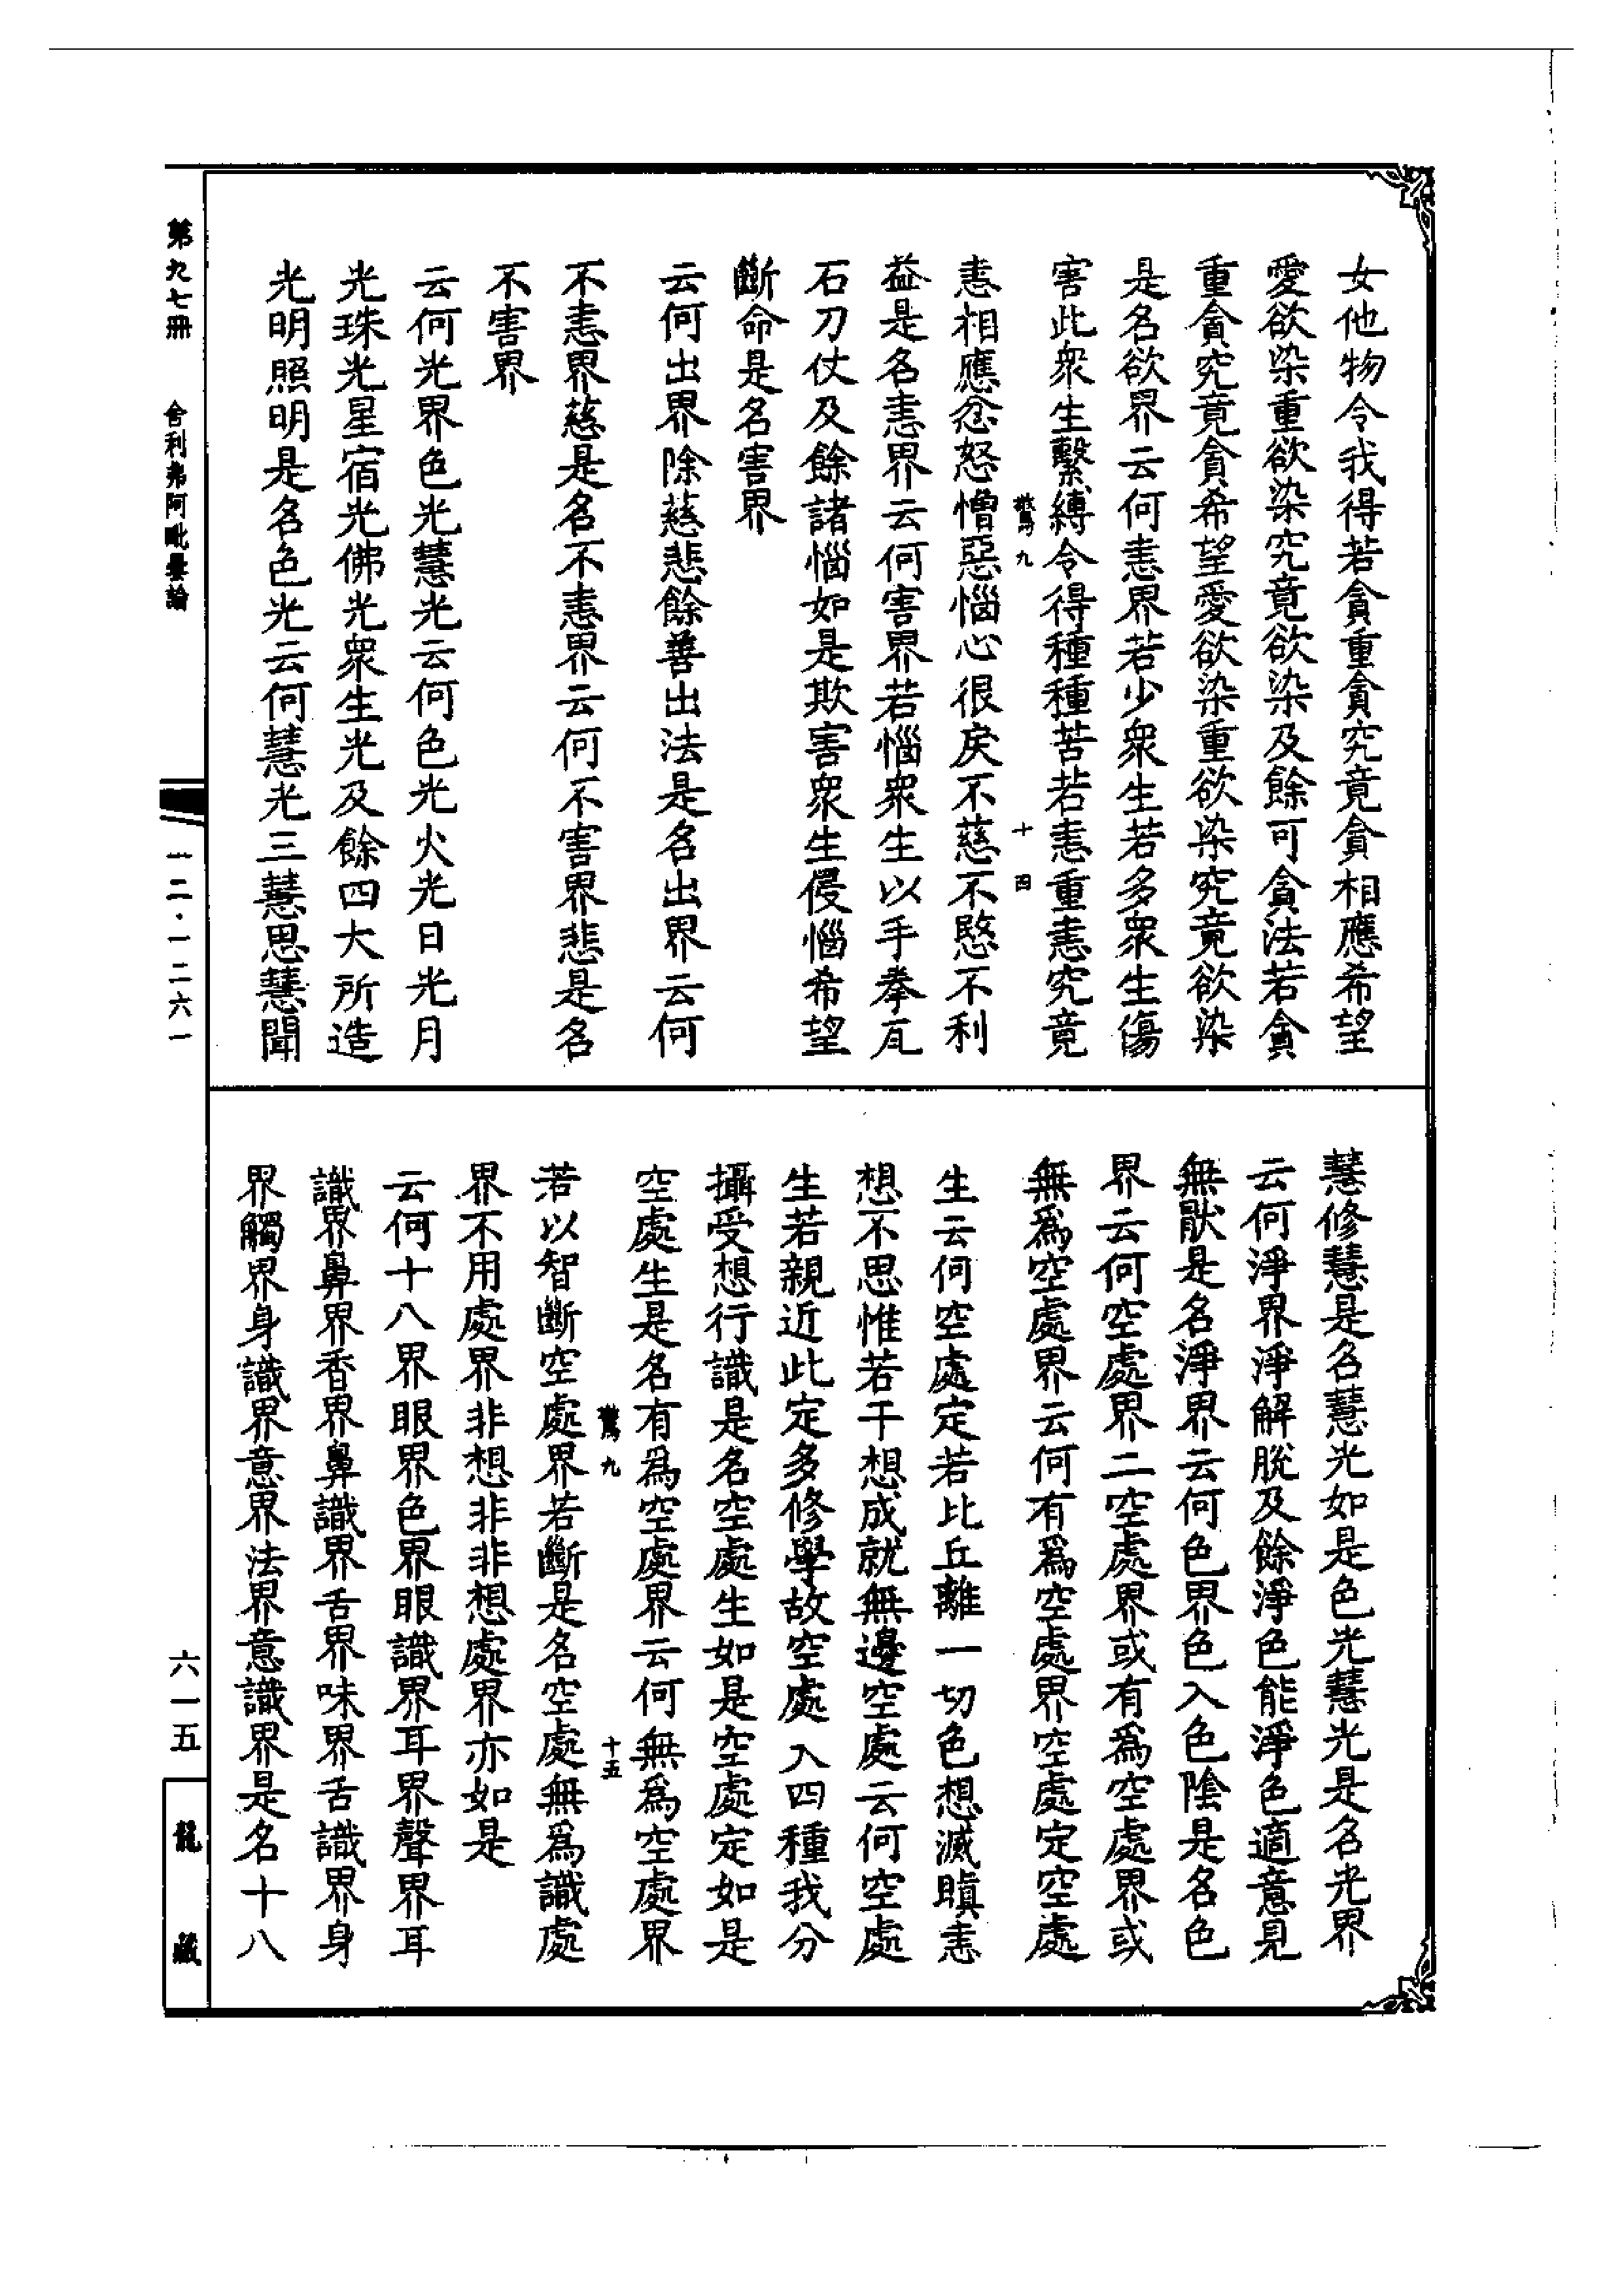 女他物令我得若貪重貪究竟貪相應希望
愛欲染重欲染究竟欲染及餘可貪法若貪
重貪究竟貪希望愛欲染重欲染究竟欲染
是名欲界云何恚界若少衆生若多衆生傷
害此衆生繫縛令得種種苦若恚重恚究竟
鷲九 十四
恚相應忿怒憎惡惱心很戾不慈不愍不利
益是名恚界云何害界若惱衆生以手拳瓦
石刀仗及餘諸惱如是欺害衆生侵惱希望
斷命是名害界
云何出界除慈悲餘善出法是名出界云何
不恚界慈是名不恚界云何不害界悲是名
不害界
云何光界色光慧光云何色光火光日光月
光珠光星宿光佛光衆生光及餘四大所造
光明照明是名色光云何慧光三慧思慧聞
慧修慧是名慧光如是色光慧光是名光界
云何淨界淨解脫及餘淨色能淨色適意見
無猒是名淨界云何色界色入色陰是名色
界云何空處界二空處界或有爲空處界或
無爲空處界云何有爲空處界空處定空處
生云何空處定若比丘離一切色想滅瞋恚
想不思惟若干想成就無邊空處云何空處
生若親近此定多修學故空處入四種我分
攝受想行識是名空處生如是空處定如是
空處生是名有爲空處界云何無爲空處界
鷲九 十五
若以智斷空處界若斷是名空處無爲識處
界不用處界非想非非想處界亦如是
云何十八界眼界色界眼識界耳界聲界耳
識界鼻界香界鼻識界舌界味界舌識界身
界觸界身識界意界法界意識界是名十八
第九七冊 舍利弗阿毗曇論 一二·一二六一 六一五 龍藏